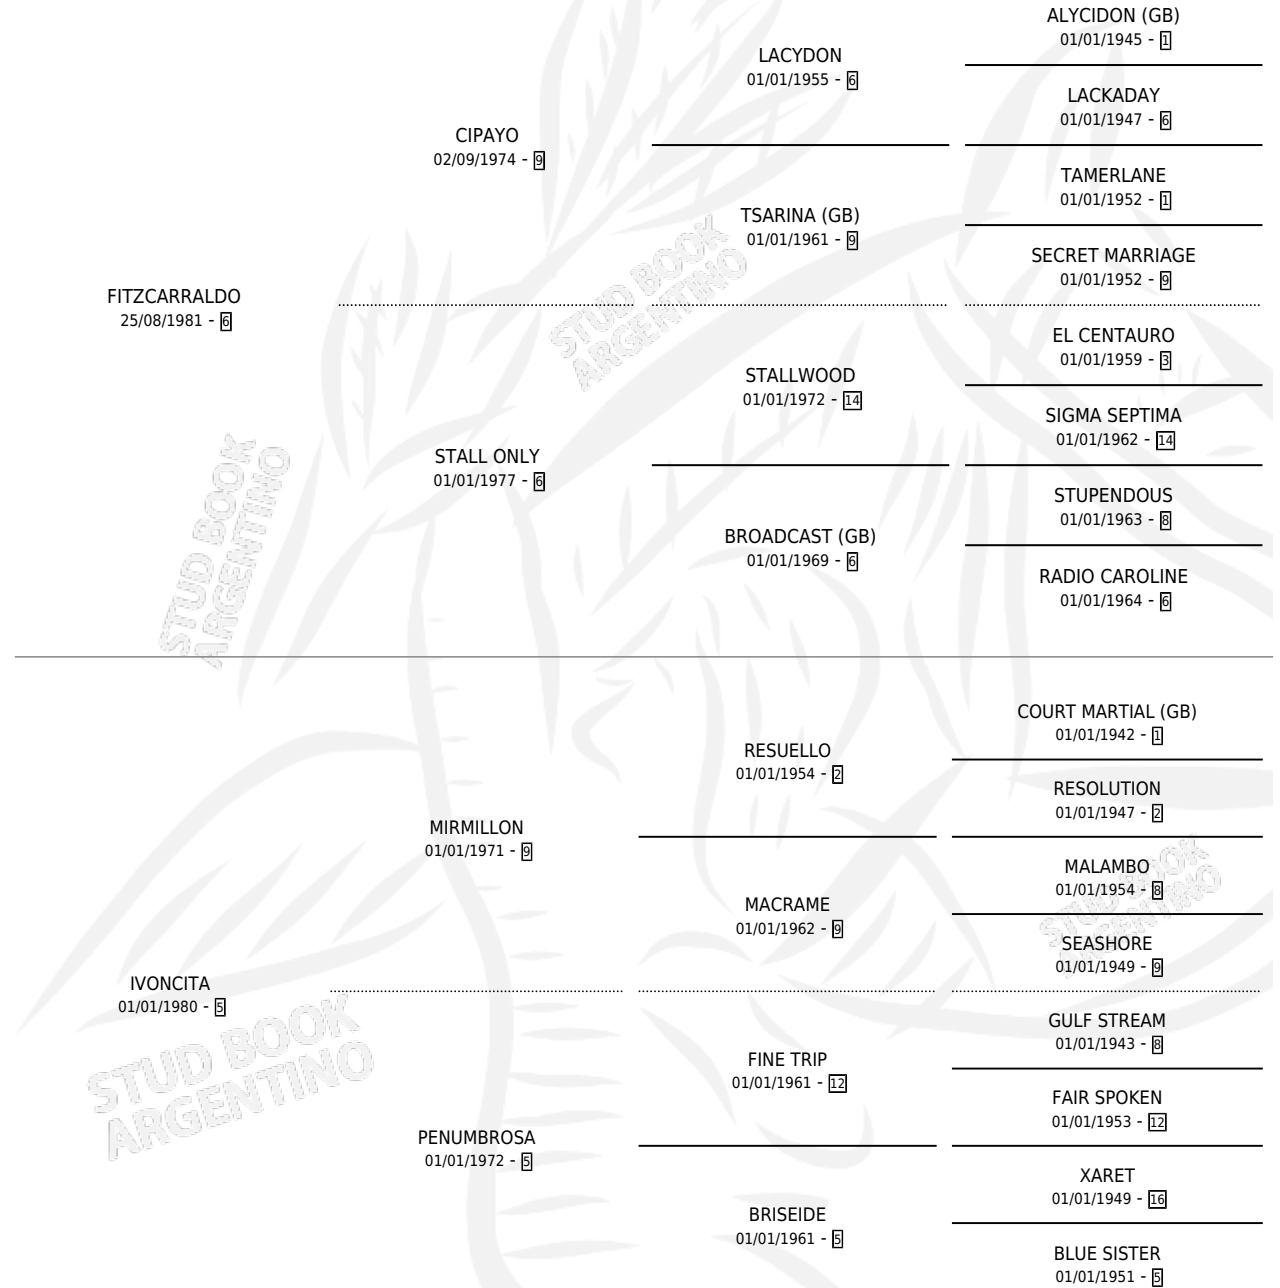 ALYCIDON (GB)
01/01/1945 - 1
LACYDON
01/01/1955 - 6
LACKADAY
01/01/1947 - 6
CIPAYO
02/09/1974 - 9
TAMERLANE
01/01/1952 - 1
TSARINA (GB)
01/01/1961 - 9
SECRET MARRIAGE
01/01/1952 - 9
FITZCARRALDO
25/08/1981 - 6
EL CENTAURO
01/01/1959 - 3
STALLWOOD
01/01/1972 - 14
SIGMA SEPTIMA
01/01/1962 - 14
STALL ONLY
01/01/1977 - 6
STUPENDOUS
01/01/1963 - 8
BROADCAST (GB)
01/01/1969 - 6
RADIO CAROLINE
01/01/1964 - 6
COURT MARTIAL (GB)
01/01/1942 - 1
RESUELLO
01/01/1954 - 2
RESOLUTION
01/01/1947 - 2
MIRMILLON
01/01/1971 - 9
MALAMBO
01/01/1954 - 8
MACRAME
01/01/1962 - 9
SEASHORE
01/01/1949 - 9
IVONCITA
01/01/1980 - 5
GULF STREAM
01/01/1943 - 8
FINE TRIP
01/01/1961 - 12
FAIR SPOKEN
01/01/1953 - 12
PENUMBROSA
01/01/1972 - 5
XARET
01/01/1949 - 16
BRISEIDE
01/01/1961 - 5
BLUE SISTER
01/01/1951 - 5
STUD BOOK
ARGENTINO
STUD BOOK
ARGENTINO
STUD BOOK
ARGENTINO
STUD BOOK
ARGENTINO